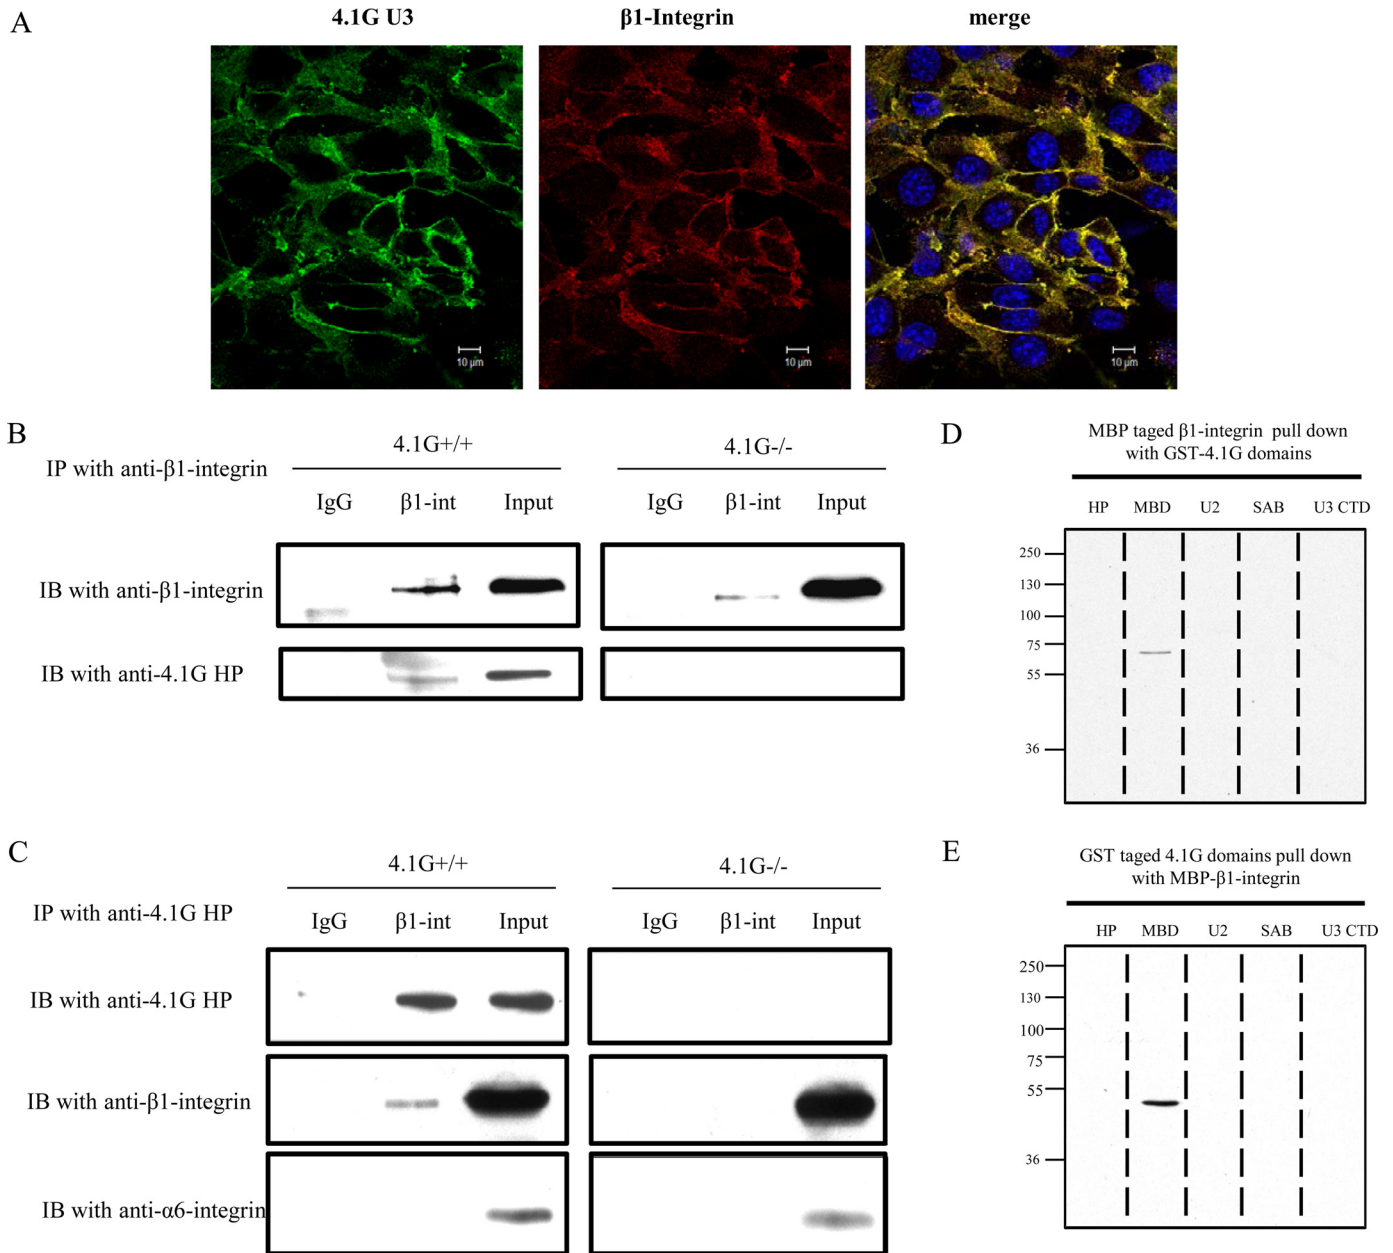 A
4.1G U3
β1-Integrin
merge
10 μm
10 μm
10 μm
B
4.1G+/+
4.1G-/-
IP with anti-β1-integrin
IgG
β1-int
Input
IgG
β1-int
Input
IB with anti-β1-integrin
IB with anti-4.1G HP
C
4.1G+/+
4.1G-/-
IP with anti-4.1G HP
IgG
β1-int
Input
IgG
β1-int
Input
IB with anti-4.1G HP
IB with anti-β1-integrin
IB with anti-α6-integrin
D
MBP taged β1-integrin pull down
with GST-4.1G domains
HP MBD U2 SAB U3 CTD
250
130
100
75
55
36
E
GST taged 4.1G domains pull down
with MBP-β1-integrin
HP MBD U2 SAB U3 CTD
250
130
100
75
55
36